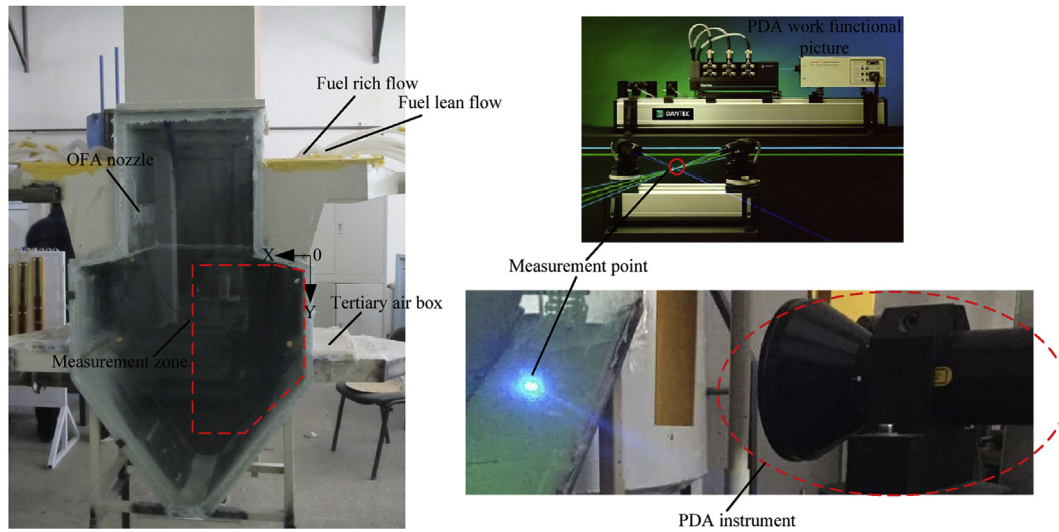 Fuel rich flow
Fuel lean flow
OFA nozzle
X
0
Y
Tertiary air box
Measurement zone
PDA work functional
picture
DANTEC
Measurement point
PDA instrument